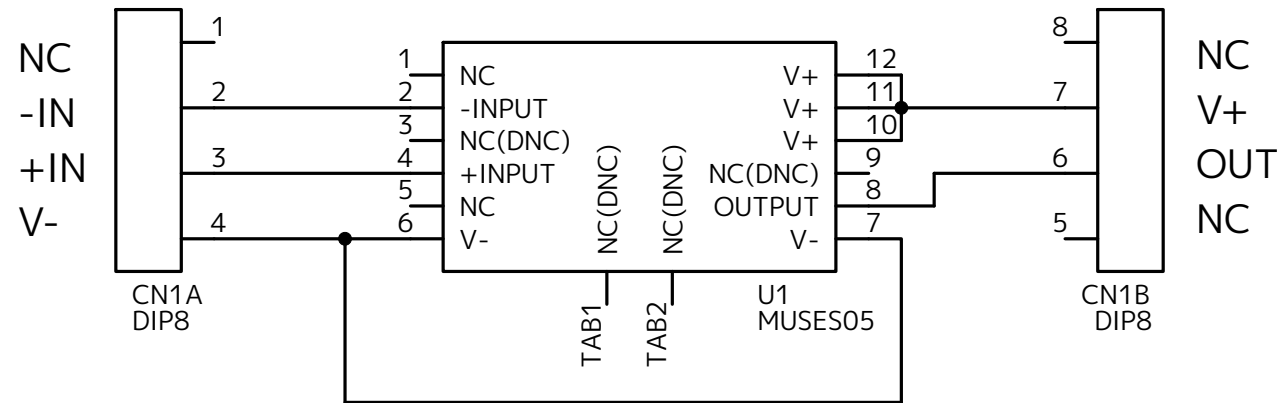 NC
-IN
+IN
V-
1
2
3
4
CN1A
DIP8
1
2
3
4
5
6
NC
-INPUT
NC(DNC)
+INPUT
NC
V-
NC(DNC)
NC(DNC)
TAB1
TAB2
V+
V+
V+
NC(DNC)
OUTPUT
V-
12
11
10
9
8
7
U1
MUSES05
8
7
6
5
NC
V+
OUT
NC
CN1B
DIP8